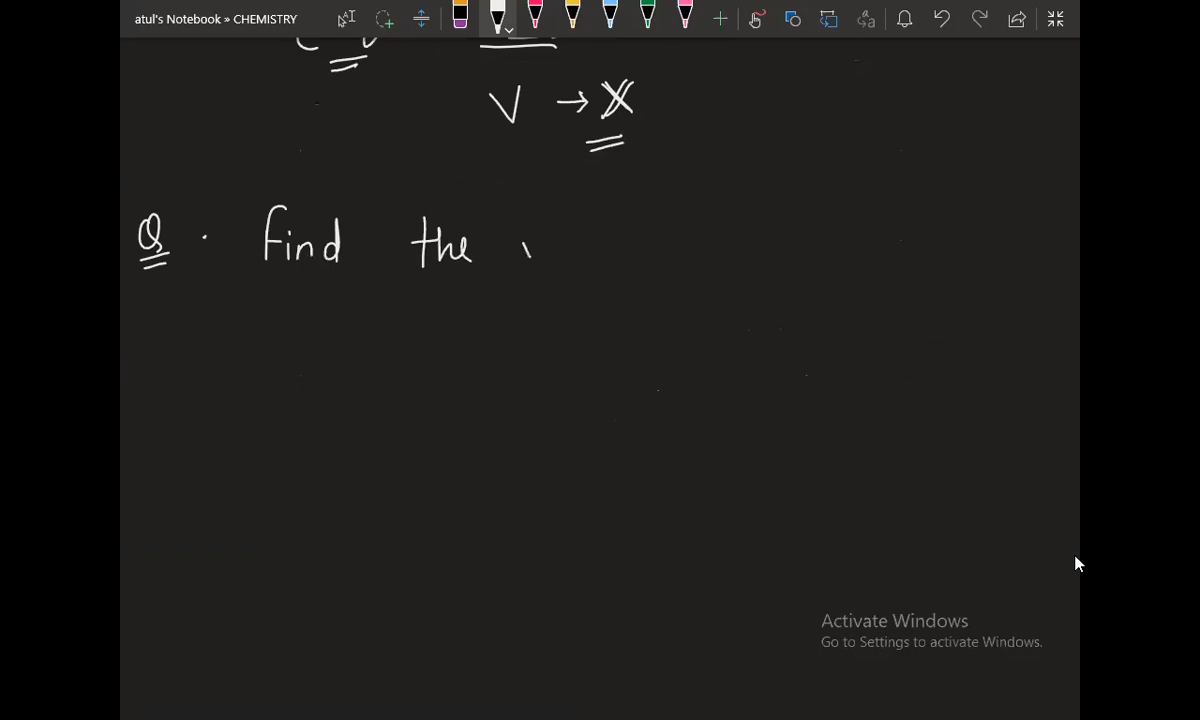 atul's Notebook » CHEMISTRY
V → X
Q. Find the
Activate Windows
Go to Settings to activate Windows.